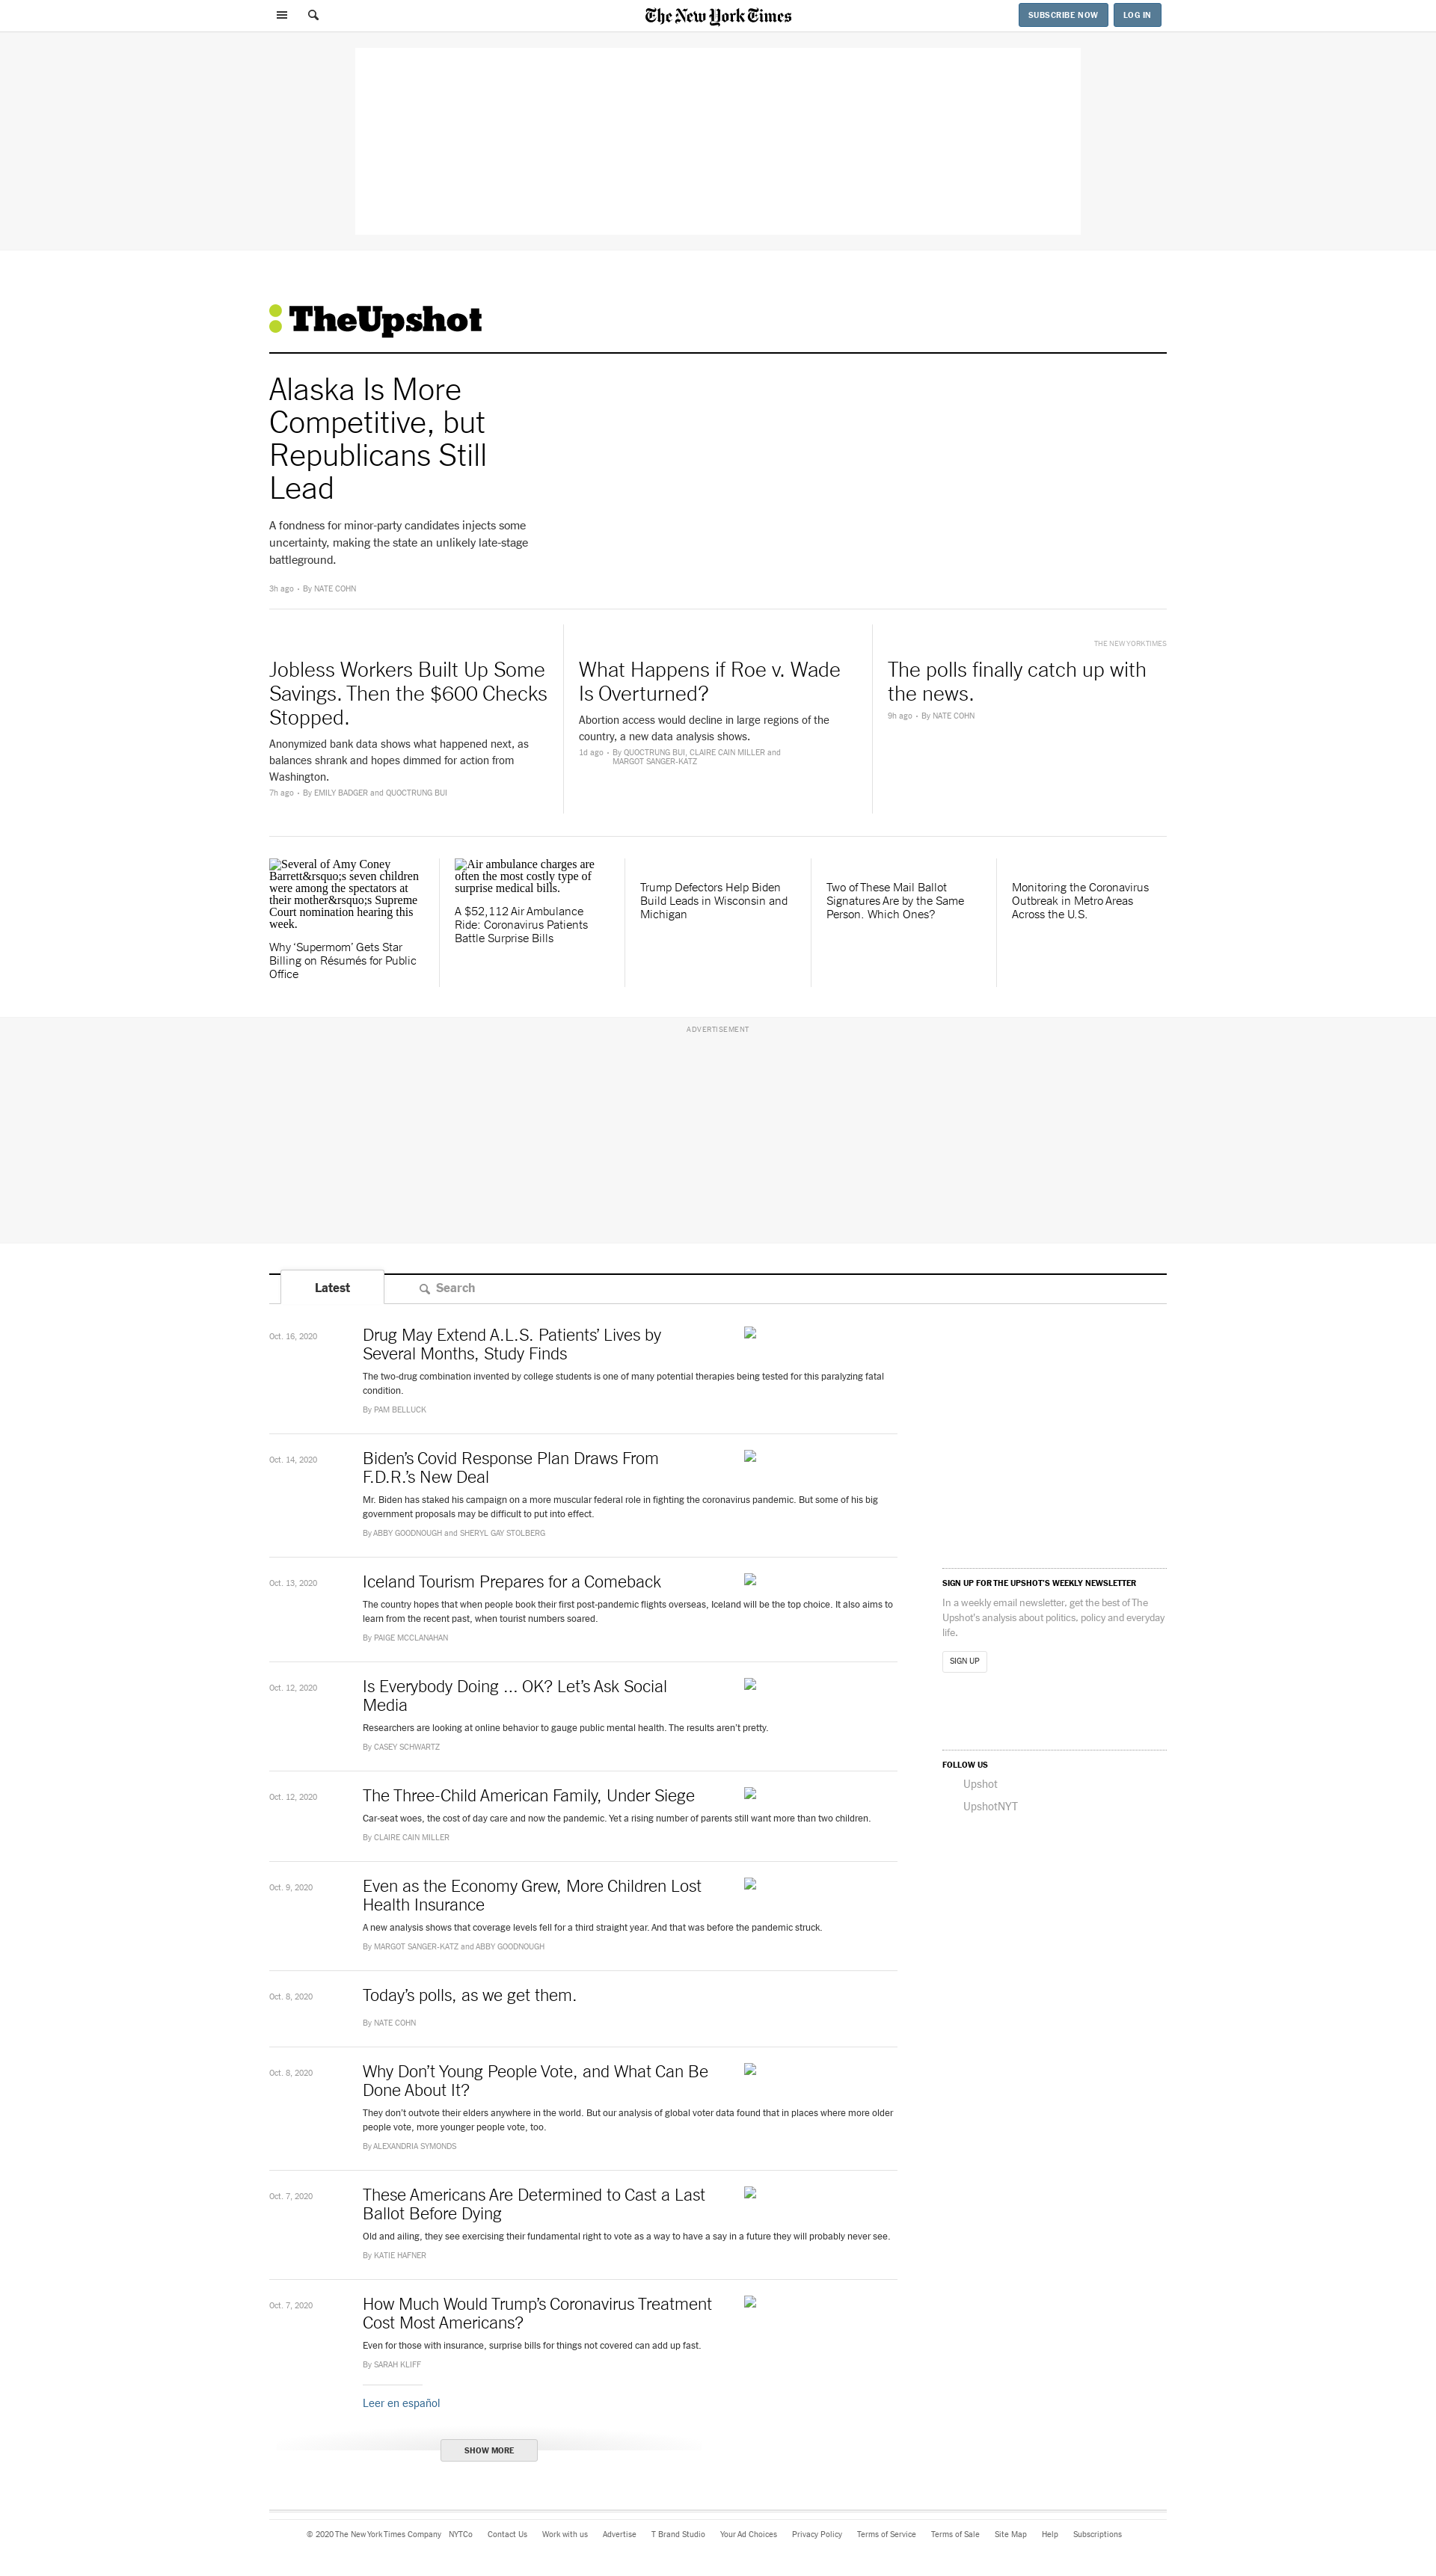 The New York Times
SUBSCRIBE NOW
LOG IN
TheUpshot
Alaska Is More
Competitive, but
Republicans Still
Lead
A fondness for minor-party candidates injects some
uncertainty, making the state an unlikely late-stage
battleground.
3h ago • By NATE COHN
Jobless Workers Built Up Some
Savings. Then the $600 Checks
Stopped.
Anonymized bank data shows what happened next, as
balances shrank and hopes dimmed for action from
Washington.
7h ago • By EMILY BADGER and QUOCTRUNG BUI
What Happens if Roe v. Wade
Is Overturned?
Abortion access would decline in large regions of the
country, a new data analysis shows.
1d ago • By QUOCTRUNG BUI, CLAIRE CAIN MILLER and
MARGOT SANGER-KATZ
THE NEW YORK TIMES
The polls finally catch up with
the news.
9h ago • By NATE COHN
Several of Amy Coney
Barrett&rsquo;s seven children
were among the spectators at
their mother&rsquo;s Supreme
Court nomination hearing this
week.
Why ‘Supermom’ Gets Star
Billing on Résumés for Public
Office
Air ambulance charges are
often the most costly type of
surprise medical bills.
A $52,112 Air Ambulance
Ride: Coronavirus Patients
Battle Surprise Bills
Trump Defectors Help Biden
Build Leads in Wisconsin and
Michigan
Two of These Mail Ballot
Signatures Are by the Same
Person. Which Ones?
Monitoring the Coronavirus
Outbreak in Metro Areas
Across the U.S.
ADVERTISEMENT
Latest
Search
Oct. 16, 2020
Drug May Extend A.L.S. Patients’ Lives by
Several Months, Study Finds
The two-drug combination invented by college students is one of many potential therapies being tested for this paralyzing fatal
condition.
By PAM BELLUCK
Oct. 14, 2020
Biden’s Covid Response Plan Draws From
F.D.R.’s New Deal
Mr. Biden has staked his campaign on a more muscular federal role in fighting the coronavirus pandemic. But some of his big
government proposals may be difficult to put into effect.
By ABBY GOODNOUGH and SHERYL GAY STOLBERG
Oct. 13, 2020
Iceland Tourism Prepares for a Comeback
The country hopes that when people book their first post-pandemic flights overseas, Iceland will be the top choice. It also aims to
learn from the recent past, when tourist numbers soared.
By PAIGE MCCLANAHAN
Oct. 12, 2020
Is Everybody Doing ... OK? Let’s Ask Social
Media
Researchers are looking at online behavior to gauge public mental health. The results aren’t pretty.
By CASEY SCHWARTZ
Oct. 12, 2020
The Three-Child American Family, Under Siege
Car-seat woes, the cost of day care and now the pandemic. Yet a rising number of parents still want more than two children.
By CLAIRE CAIN MILLER
Oct. 9, 2020
Even as the Economy Grew, More Children Lost
Health Insurance
A new analysis shows that coverage levels fell for a third straight year. And that was before the pandemic struck.
By MARGOT SANGER-KATZ and ABBY GOODNOUGH
Oct. 8, 2020
Today’s polls, as we get them.
By NATE COHN
Oct. 8, 2020
Why Don’t Young People Vote, and What Can Be
Done About It?
They don’t outvote their elders anywhere in the world. But our analysis of global voter data found that in places where more older
people vote, more younger people vote, too.
By ALEXANDRIA SYMONDS
Oct. 7, 2020
These Americans Are Determined to Cast a Last
Ballot Before Dying
Old and ailing, they see exercising their fundamental right to vote as a way to have a say in a future they will probably never see.
By KATIE HAFNER
Oct. 7, 2020
How Much Would Trump’s Coronavirus Treatment
Cost Most Americans?
Even for those with insurance, surprise bills for things not covered can add up fast.
By SARAH KLIFF
Leer en español
SHOW MORE
SIGN UP FOR THE UPSHOT’S WEEKLY NEWSLETTER
In a weekly email newsletter, get the best of The
Upshot’s analysis about politics, policy and everyday
life.
SIGN UP
FOLLOW US
Upshot
UpshotNYT
© 2020 The New York Times Company NYTCo Contact Us Work with us Advertise T Brand Studio Your Ad Choices Privacy Policy Terms of Service Terms of Sale Site Map Help Subscriptions